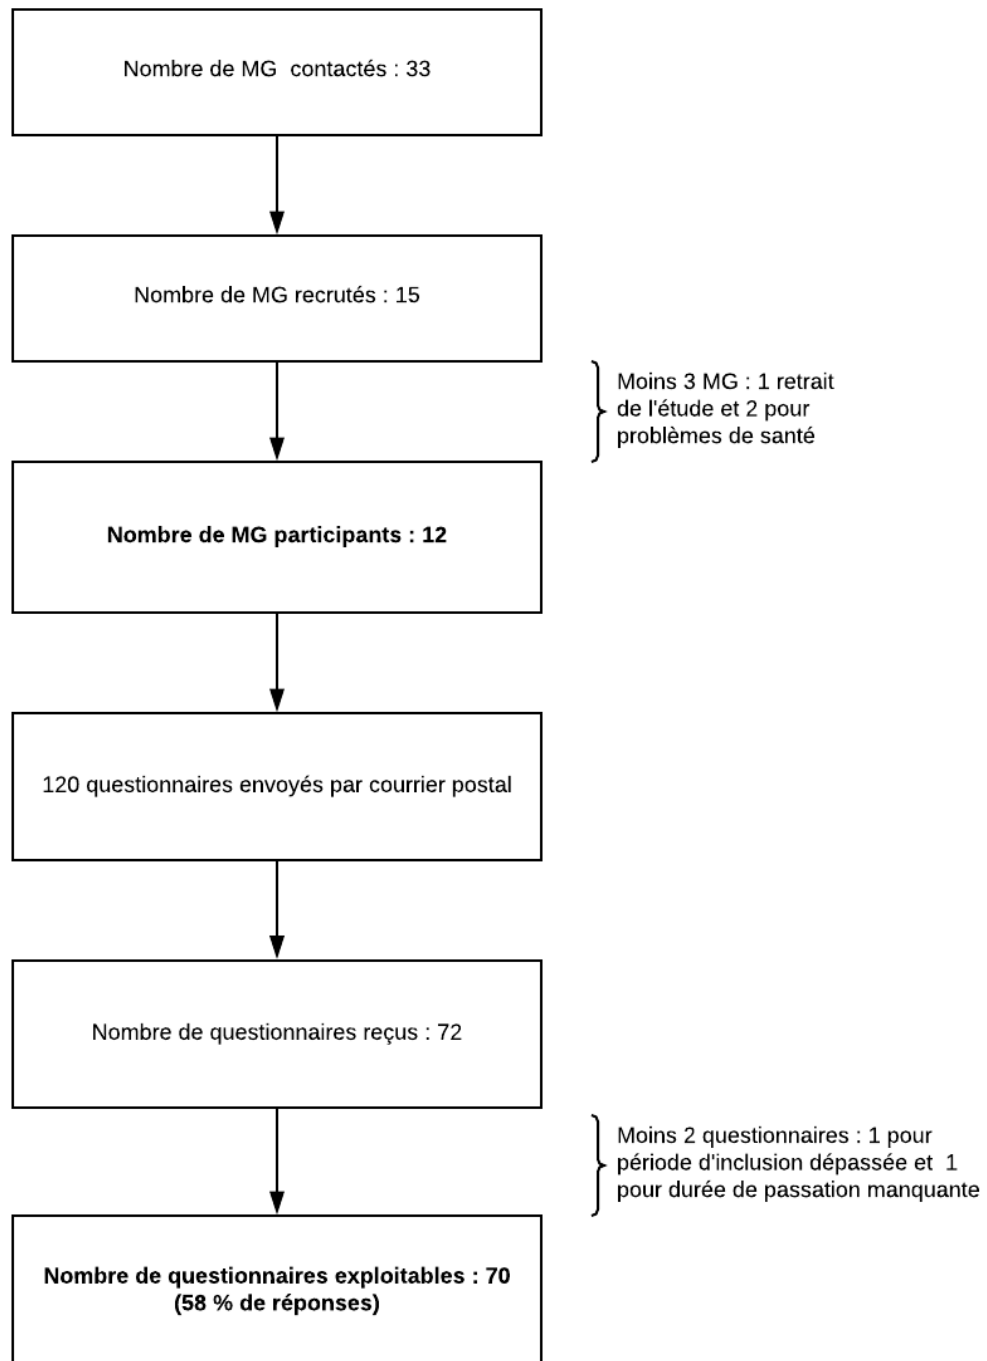 Nombre de MG  contactés : 33
Nombre de MG recrutés : 15
Moins 3 MG : 1 retrait
de l'étude et 2 pour
problèmes de santé
Nombre de MG participants : 12
120 questionnaires envoyés par courrier postal
Nombre de questionnaires reçus : 72
Moins 2 questionnaires : 1 pour
période d'inclusion dépassée et  1
pour durée de passation manquante
Nombre de questionnaires exploitables : 70
(58 % de réponses)